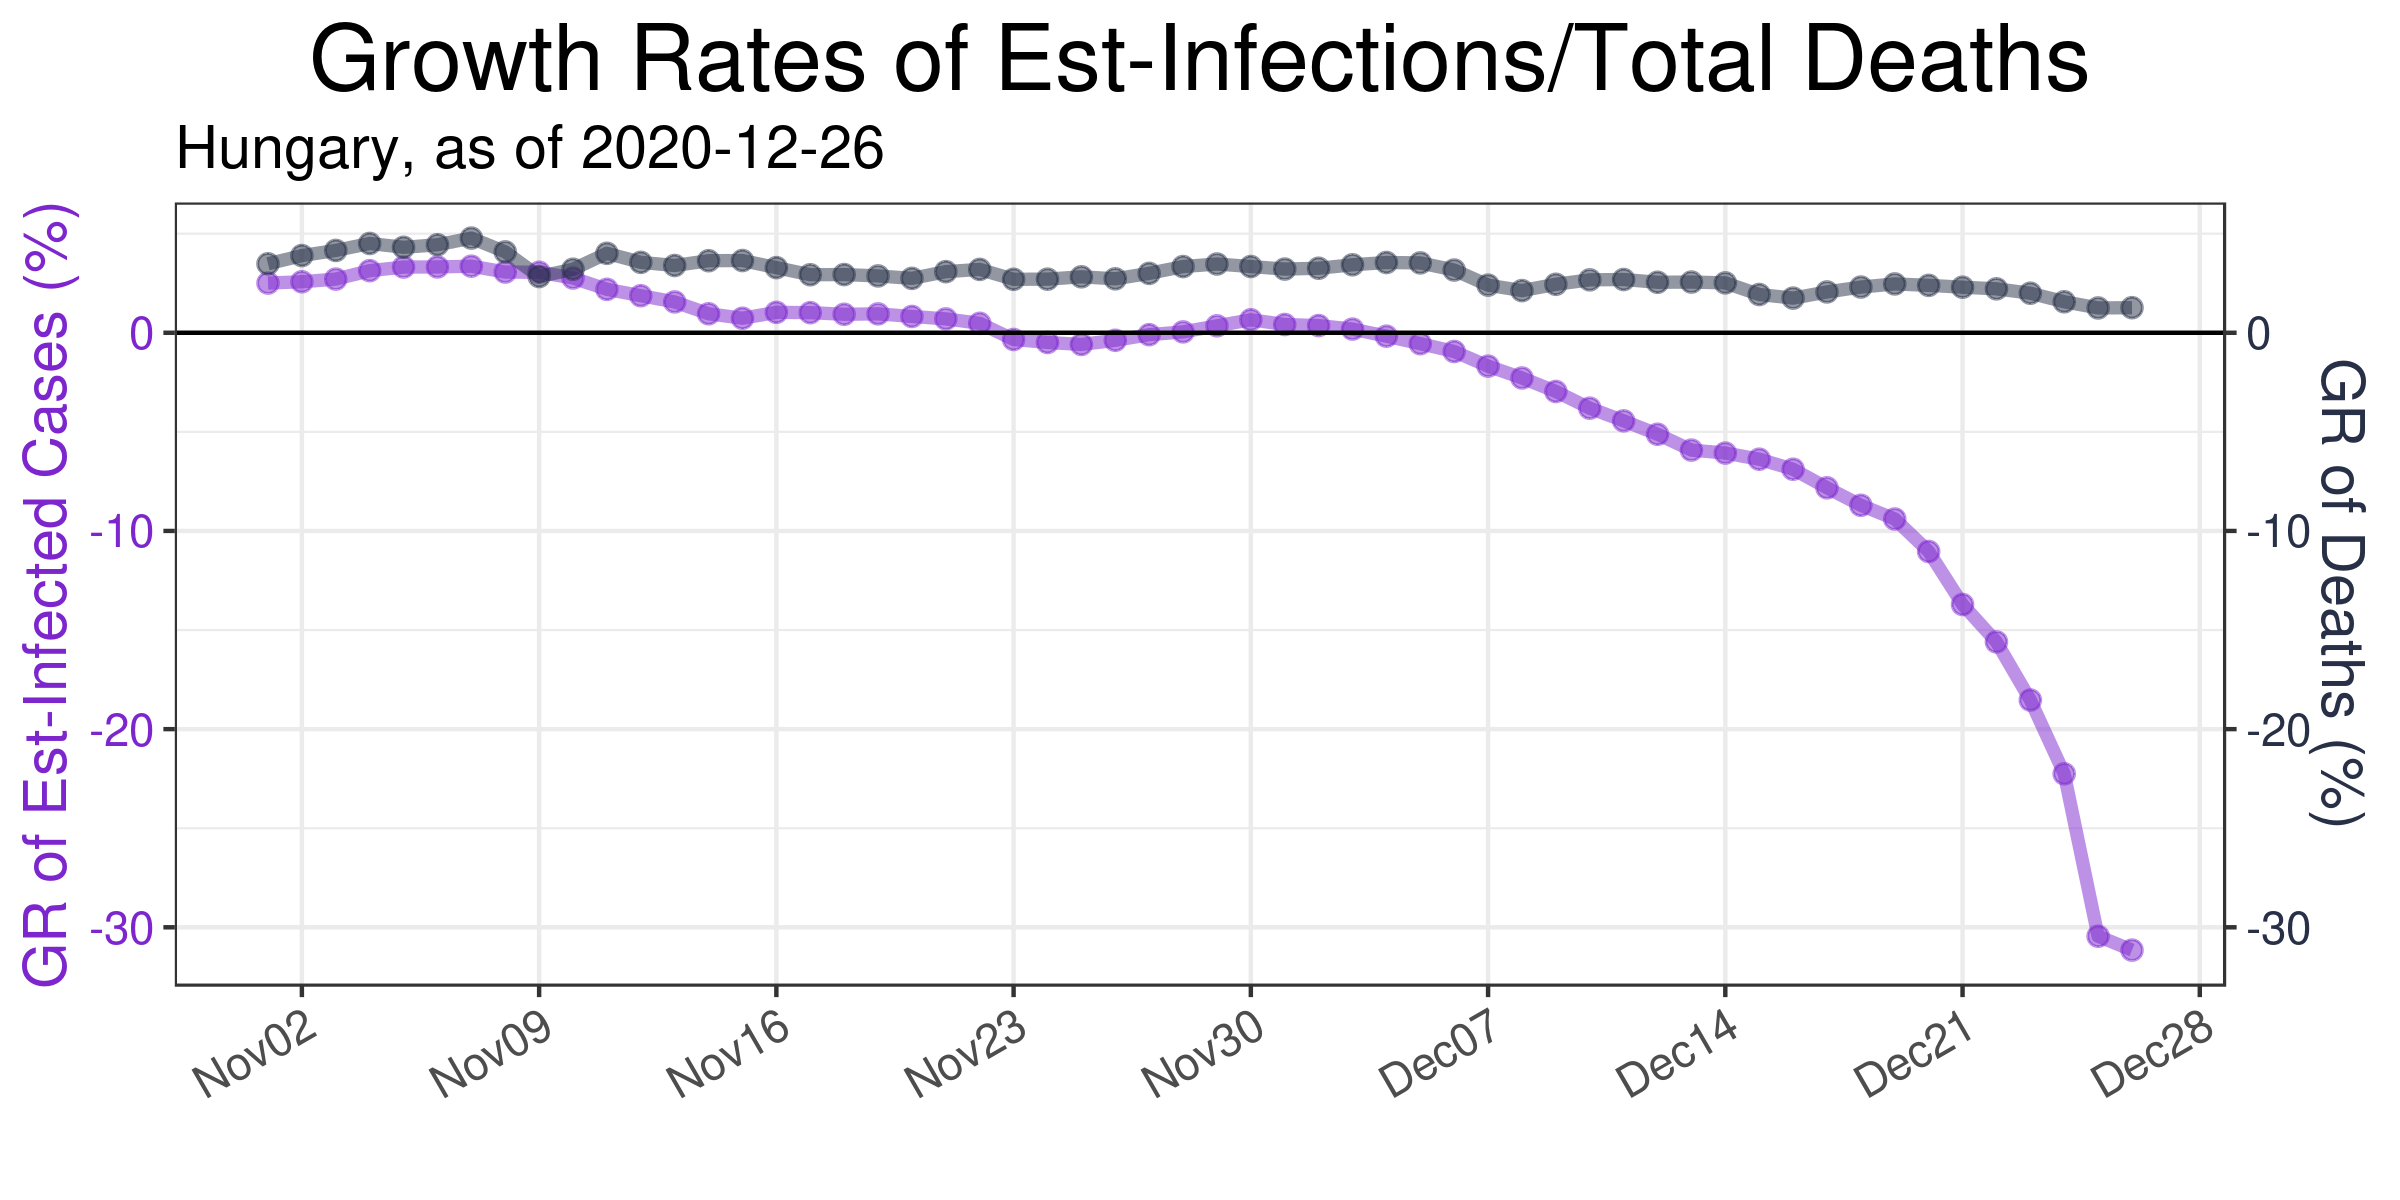 Growth Rates of Est-Infections/Total Deaths
Hungary, as of 2020-12-26
GR of Est-Infected Cases (%)
0
-10
-20
-30
0
-10
-20
-30
GR of Deaths (%)
Nov02
Nov09
Nov16
Nov23
Nov30
Dec07
Dec14
Dec21
Dec28